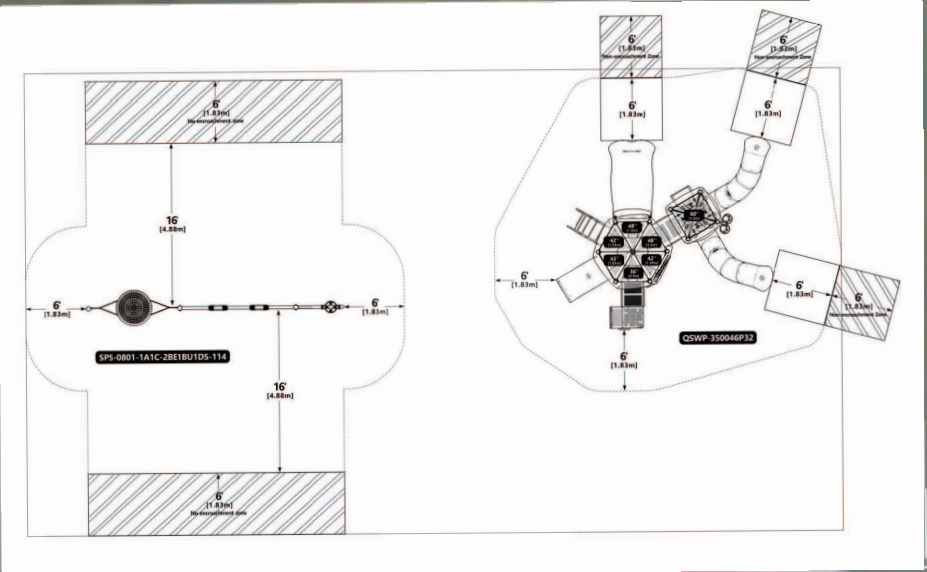 6'
[1.83m]
No-encroachment zone
16'
[4.88m]
6'
[1.83m]
6'
[1.83m]
SPS-0801-1A1C-2BE1BU1DS-114
16'
[4.88m]
6'
[1.83m]
No-encroachment zone
6'
[1.83m]
Non-encroachment Zone
6'
[1.83m]
6'
[1.83m]
Non-encroachment Zone
6'
[1.83m]
60"
48"
42"
48"
42"
42"
36"
6'
[1.83m]
6'
[1.83m]
6'
[1.83m]
Non-encroachment Zone
QSWP-350046P32
6'
[1.83m]